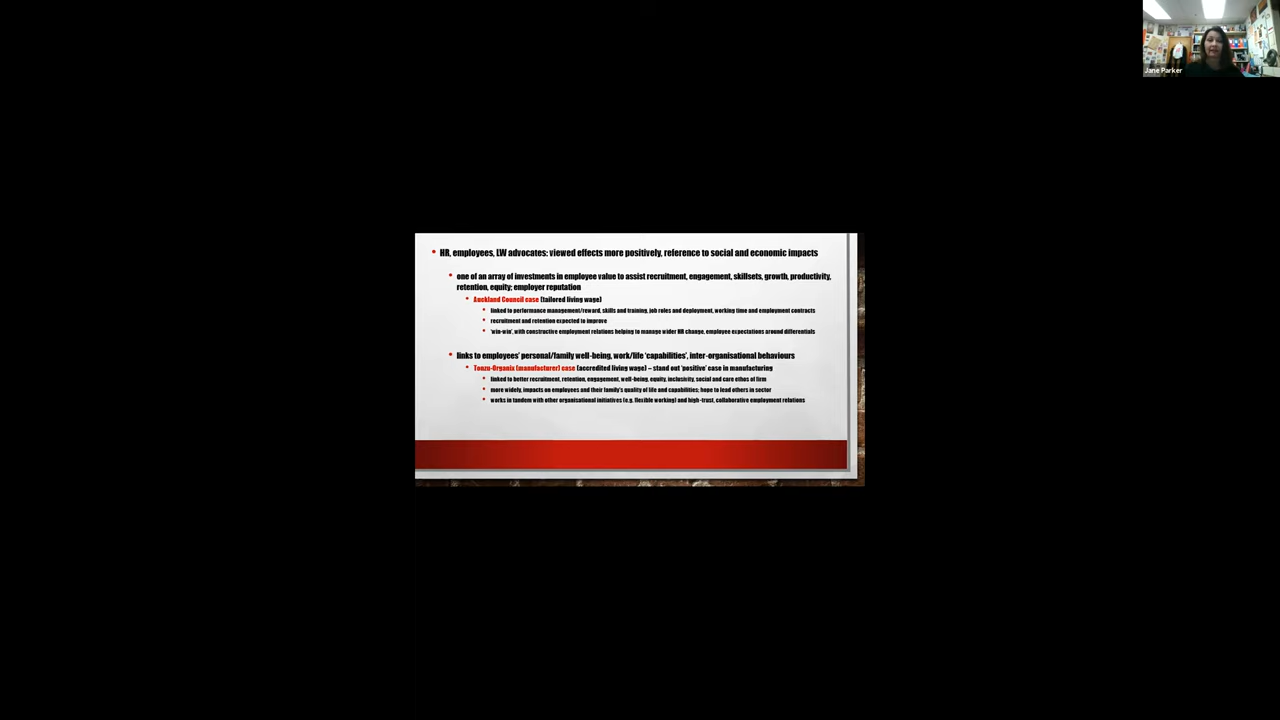 Jane Parker
HR, employees, LW advocates: viewed effects more positively, reference to social and economic impacts
one of an array of investments in employee value to assist recruitment, engagement, skillsets, growth, productivity,
retention, equity; employer reputation
Auckland Council case (tailored living wage)
linked to performance management/reward, skills and training, job roles and deployment, working time and employment contracts
recruitment and retention expected to improve
'win-win', with constructive employment relations helping to manage wider HR change, employee expectations around differentials
links to employees' personal/family well-being, work/life 'capabilities', inter-organisational behaviours
Tonzu-Organix (manufacturer) case (accredited living wage) – stand out 'positive' case in manufacturing
linked to better recruitment, retention, engagement, well-being, equity, inclusivity, social and care ethos of firm
more widely, impacts on employees and their family's quality of life and capabilities; hope to lead others in sector
works in tandem with other organisational initiatives (e.g. flexible working) and high-trust, collaborative employment relations